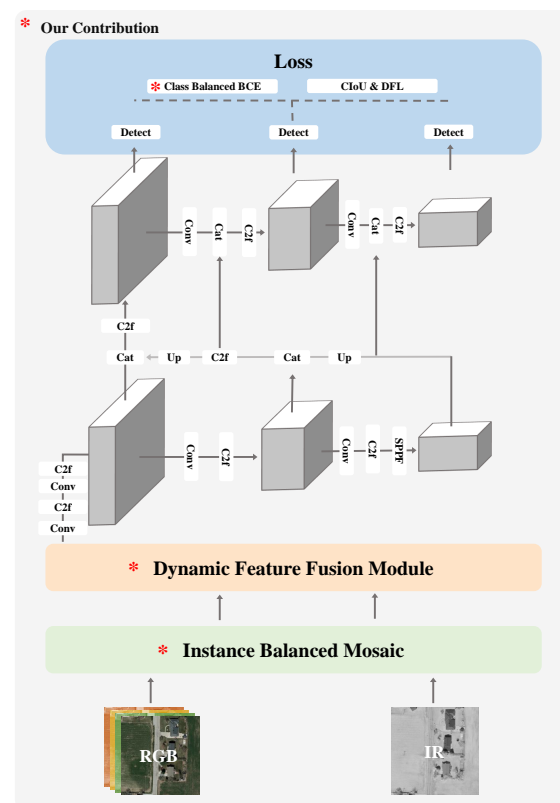 * Our Contribution
Loss
* Class Balanced BCE
CIoU & DFL
Detect
Detect
Detect
Conv
Cat
C2f
Conv
Cat
C2f
C2f
Cat
Up
C2f
Cat
Up
C2f
Conv
C2f
Conv
Conv
C2f
Conv
C2f
SPPF
* Dynamic Feature Fusion Module
* Instance Balanced Mosaic
RGB
IR